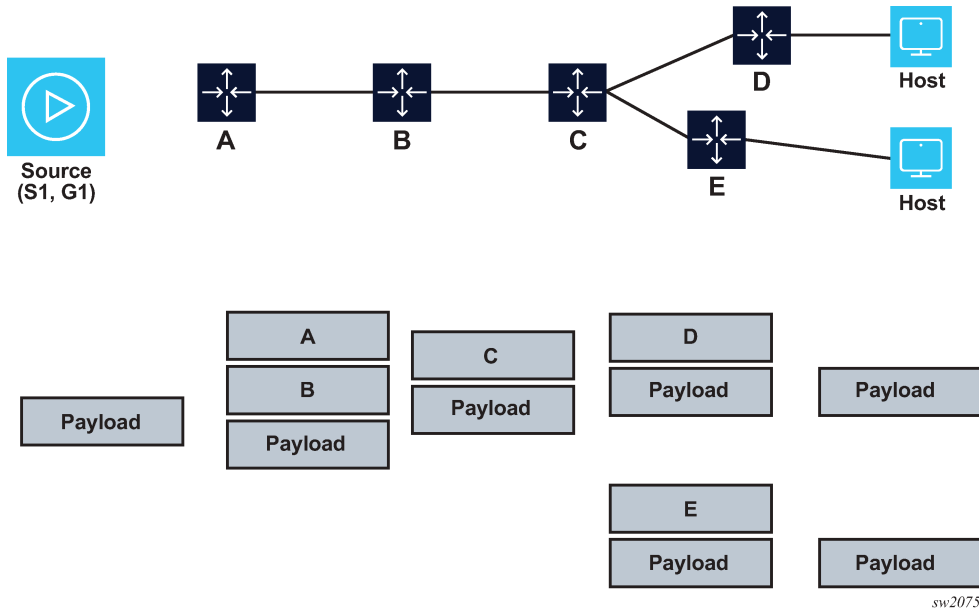 D
Host
A
B
C
Source
(S1, G1)
E
Host
A
B
Payload
Payload
C
Payload
D
Payload
Payload
E
Payload
Payload
sw2075